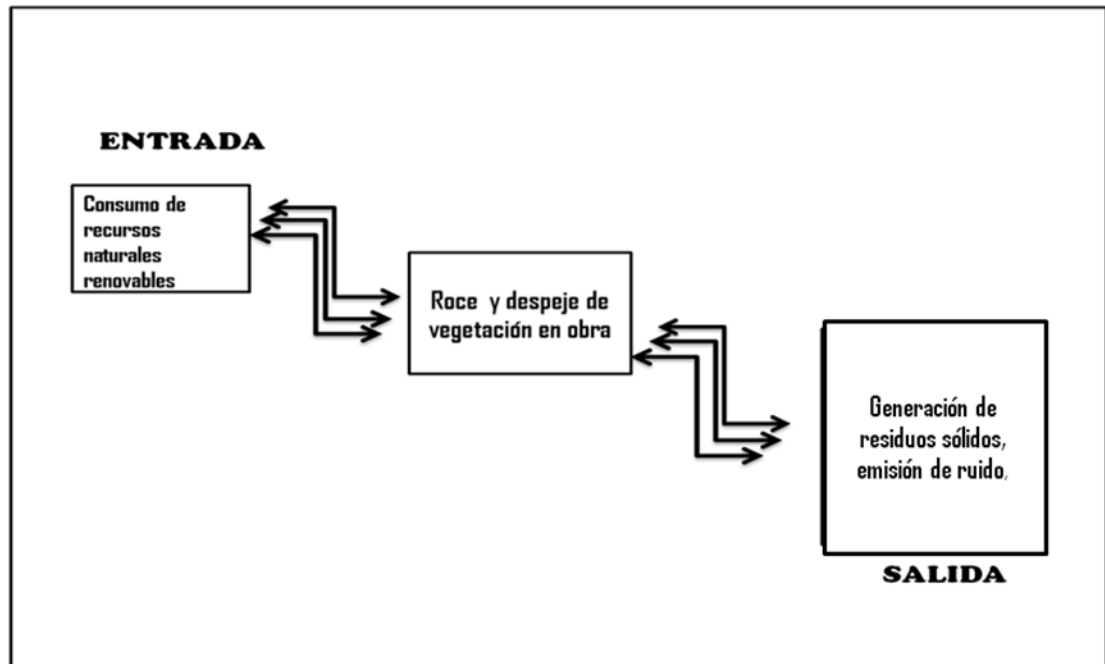 ENTRADA
Consumo de
recursos
naturales
renovables
Roce y despeje de
vegetación en obra
Generación de
residuos sólidos,
emisión de ruido,
SALIDA